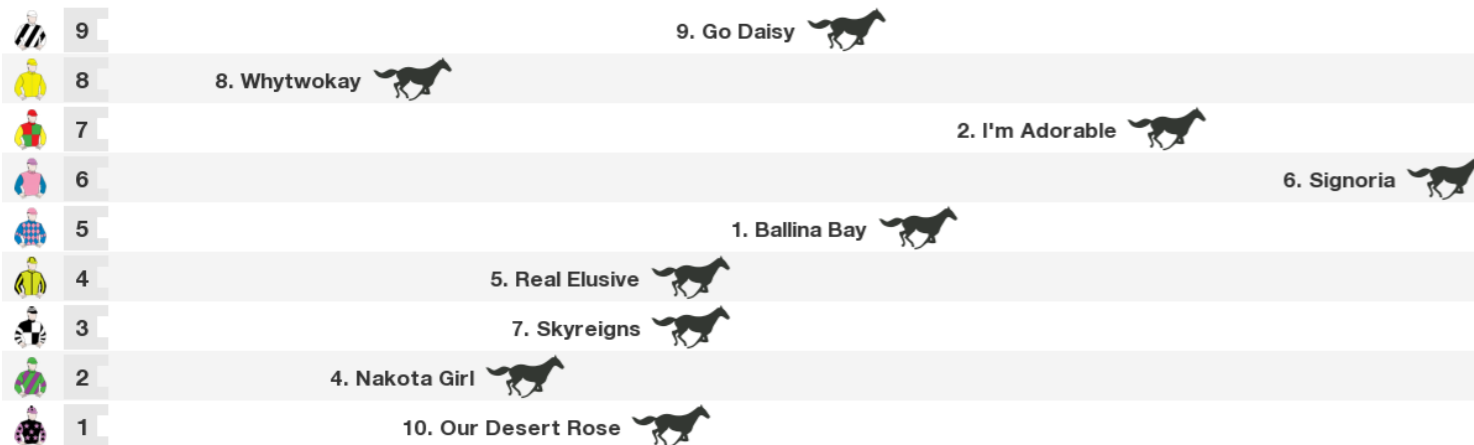 9 9. Go Daisy
8 8. Whytwokay
7 2. I'm Adorable
6 6. Signoria
5 1. Ballina Bay
4 5. Real Elusive
3 7. Skyreigns
2 4. Nakota Girl
1 10. Our Desert Rose